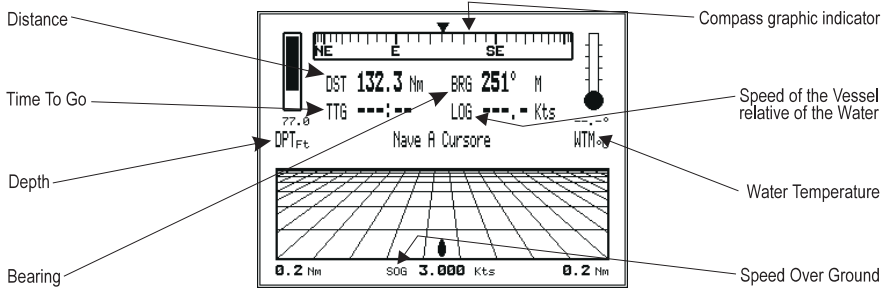 Distance
Compass graphic indicator
NE E SE
DST 132.3 Nm BRG 251° M
Time To Go
TTG ---:-- LOG ---.- Kts
Speed of the Vessel
relative of the Water
77.0
--.-°
DPT Ft Nave A Cursore WTM °C
Depth
Water Temperature
Bearing
0.2 Nm SOG 3.000 Kts 0.2 Nm
Speed Over Ground